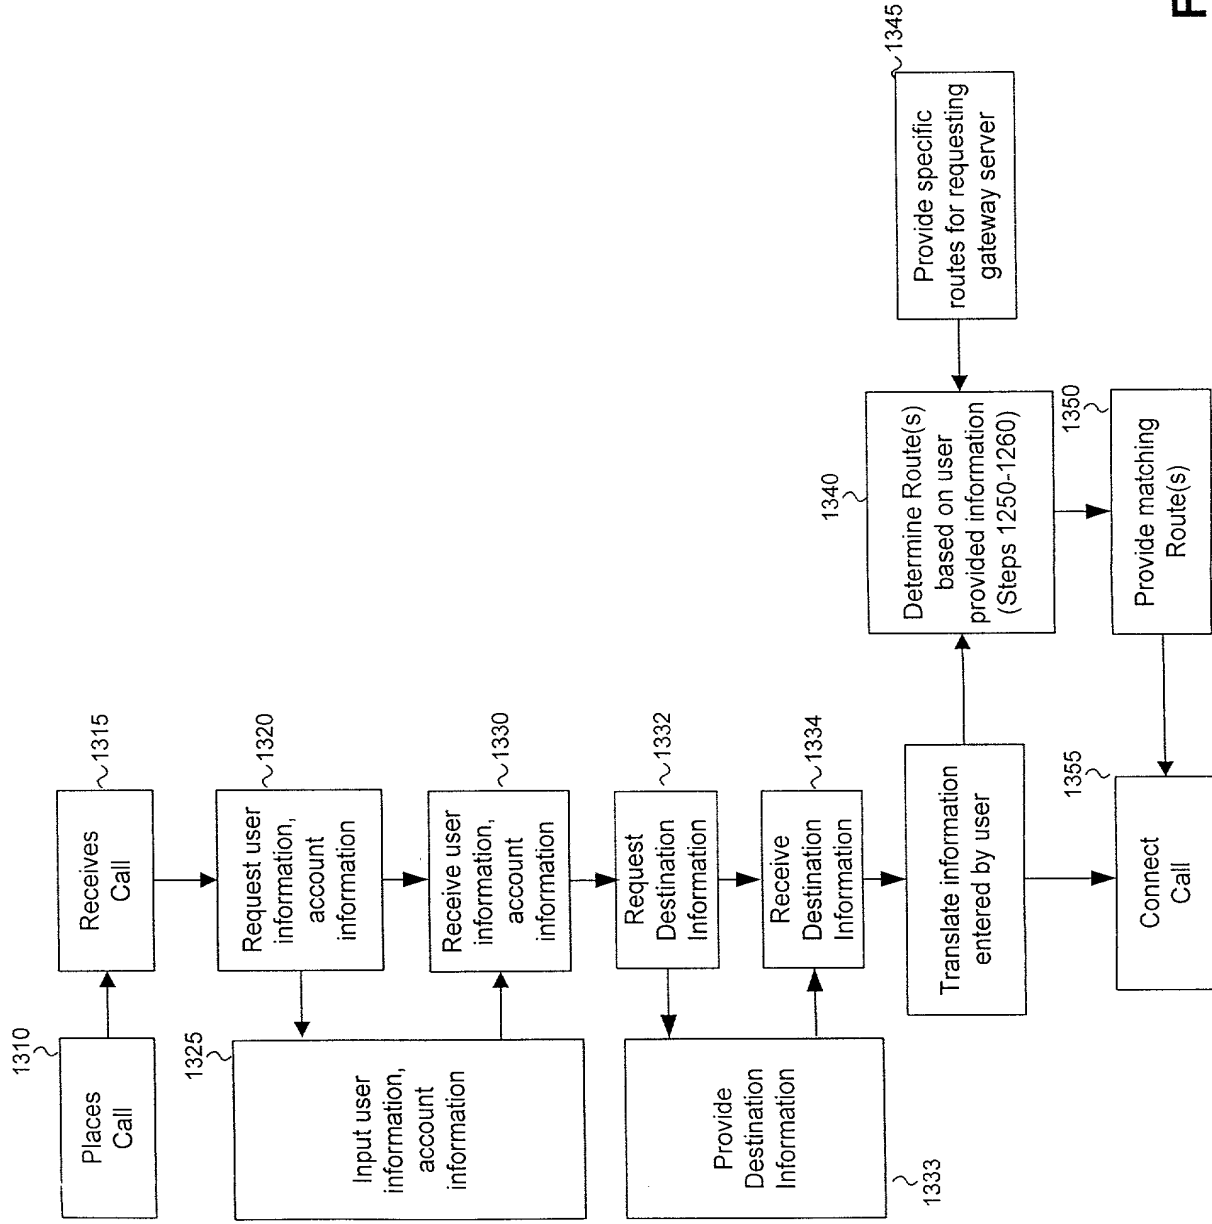 1310
Places
Call
1315
Receives
Call
1320
Request user
information,
account
information
1325
Input user
information,
account
information
1330
Receive user
information,
account
information
1332
Request
Destination
Information
1333
Provide
Destination
Information
1334
Receive
Destination
Information
Translate information
entered by user
1340
Determine Route(s)
based on user
provided information
(Steps 1250-1260)
1345
Provide specific
routes for requesting
gateway server
1350
Provide matching
Route(s)
1355
Connect
Call